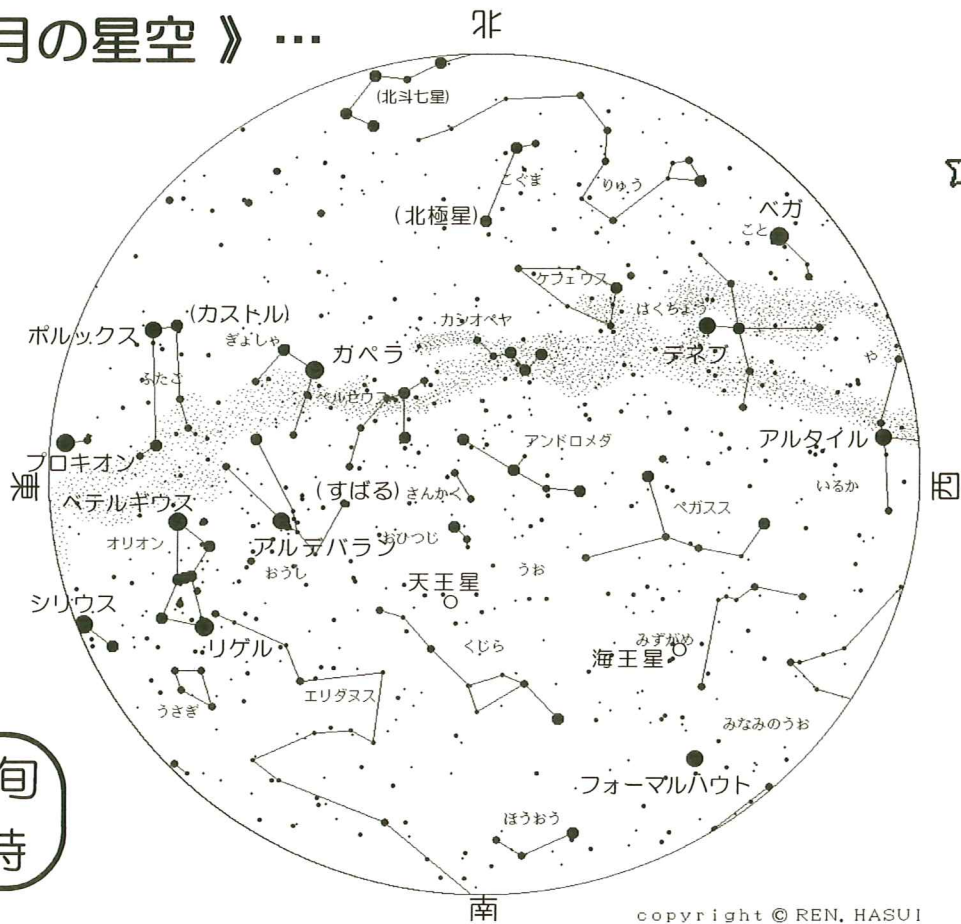 月の星空 》…
北
(北斗七星)
こぐま
りゅう
(北極星)
ベガ
こと
ケフェウス
はくちょう
(カストル)
ポルックス
ぎょしゃ
カペラ
カシオペヤ
デネブ
や
ふたご
ペルセウス
アンドロメダ
アルタイル
プロキオン
東
西
(すばる)
さんかく
いるか
ベテルギウス
ペガスス
オリオン
アルデバラン
おひつじ
おうし
うお
天王星
シリウス
リゲル
くじら
みずがめ
海王星
エリダヌス
うさぎ
みなみのうお
旬
フォーマルハウト
時
ほうおう
南
copyright © REN. HASUI